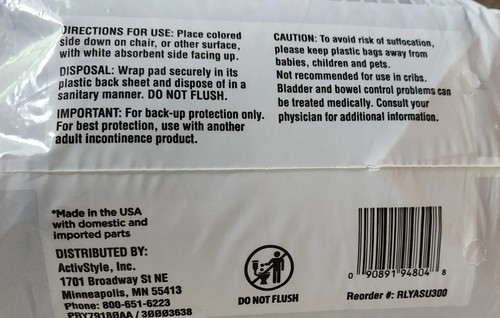 DIRECTIONS FOR USE: Place colored
side down on chair, or other surface,
with white absorbent side facing up.
DISPOSAL: Wrap pad securely in its
plastic back sheet and dispose of in a
sanitary manner. DO NOT FLUSH.
IMPORTANT: For back-up protection only.
For best protection, use with another
adult incontinence product.
CAUTION: To avoid risk of suffocation,
please keep plastic bags away from
babies, children and pets.
Not recommended for use in cribs.
Bladder and bowel control problems can
be treated medically. Consult your
physician for additional information.
*Made in the USA
with domestic and
imported parts
DISTRIBUTED BY:
ActivStyle, Inc.
1701 Broadway St NE
Minneapolis, MN 55413
Phone: 800-651-6223
PRY79180AA / 30003638
DO NOT FLUSH
0 90891 94804 8
Reorder #: RLYASU300